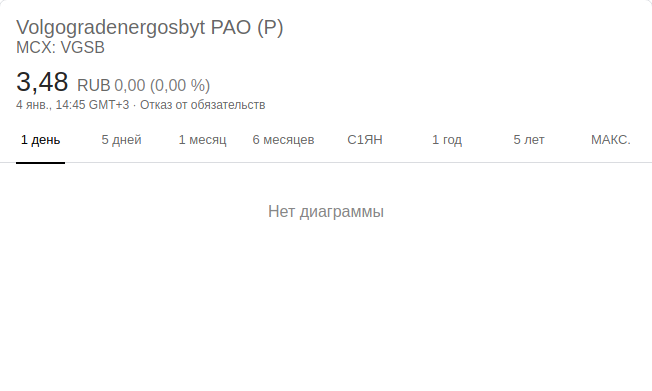 Volgogradenergosbyt PAO (P)
MCX: VGSB
3,48 RUB 0,00 (0,00 %)
4 янв., 14:45 GMT+3 · Отказ от обязательств
1 день 5 дней 1 месяц 6 месяцев С1ЯН 1 год 5 лет МАКС.
Нет диаграммы